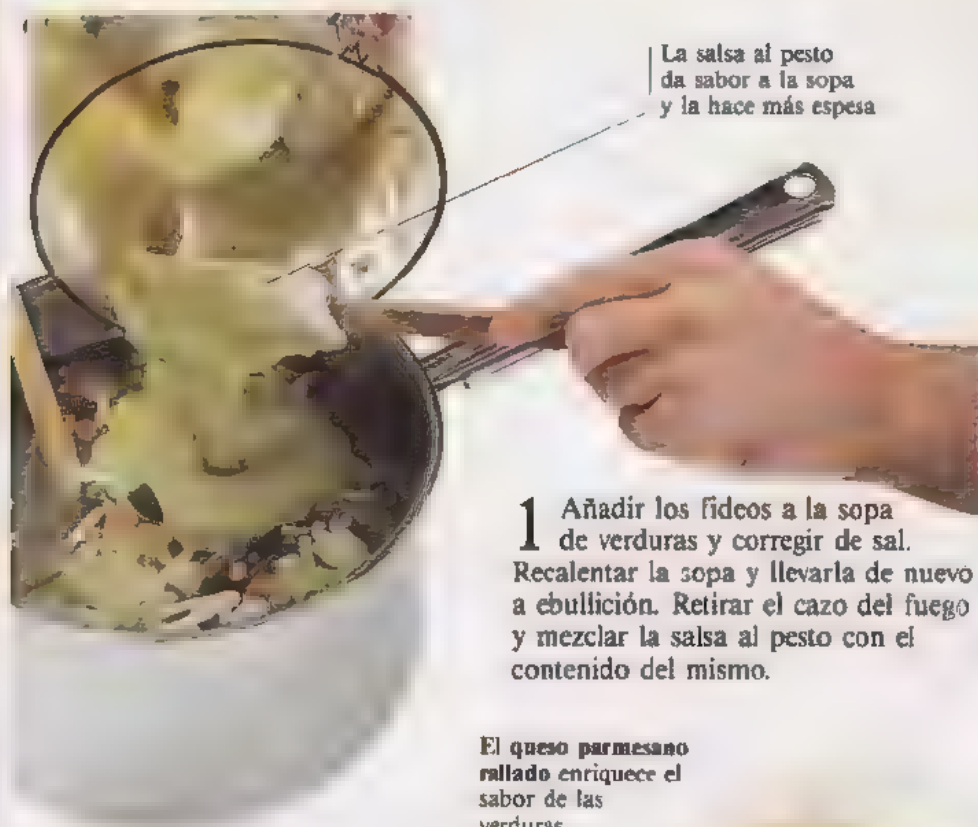 La salsa al pesto
da sabor a la sopa
y la hace más espesa
1 Añadir los fideos a la sopa
de verduras y corregir de sal.
Recalentar la sopa y llevarla de nuevo
a ebullición. Retirar el cazo del fuego
y mezclar la salsa al pesto con el
contenido del mismo.
El queso parmesano
rallado enriquece el
sabor de las
verduras